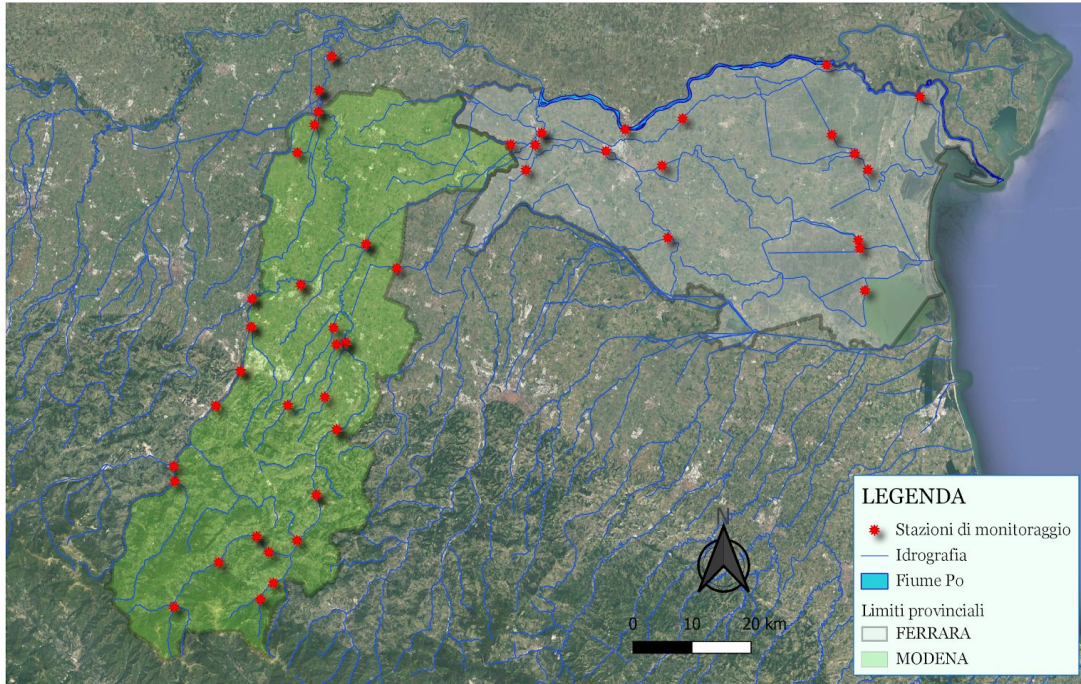 N
0 10 20 km
LEGENDA
Stazioni di monitoraggio
Idrografia
Fiume Po
Limiti provinciali
FERRARA
MODENA